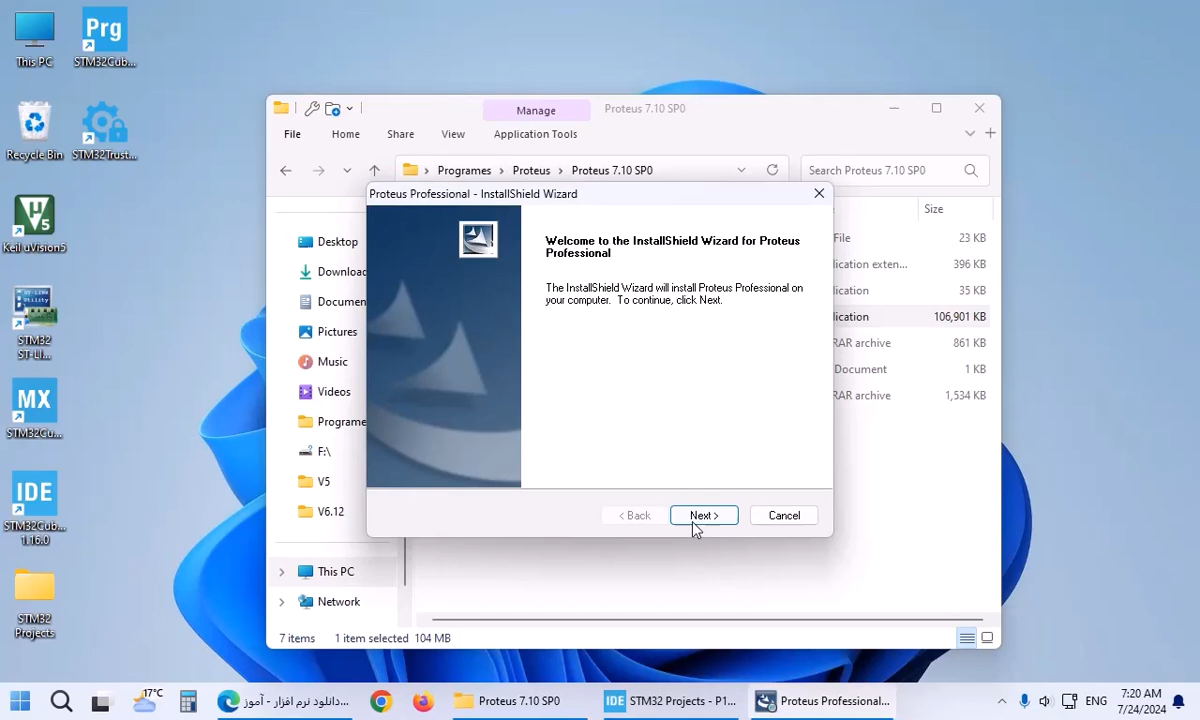 This PC
Prg
STM32Cub...
Recycle Bin
STM32Trust...
Keil uVision5
STM32
ST-LI...
MX
STM32Cu...
IDE
STM32Cub...
1.16.0
STM32
Projects
Manage
Proteus 7.10 SP0
File
Home
Share
View
Application Tools
Programes
Proteus
Proteus 7.10 SP0
Search Proteus 7.10 SP0
Size
Desktop
Download
Documen
Pictures
Music
Videos
Programe
F:\
V5
V6.12
This PC
Network
File
23 KB
lication exten...
396 KB
lication
35 KB
lication
106,901 KB
RAR archive
861 KB
Document
1 KB
RAR archive
1,534 KB
Proteus Professional - InstallShield Wizard
Welcome to the InstallShield Wizard for Proteus
Professional
The InstallShield Wizard will install Proteus Professional on
your computer. To continue, click Next.
< Back
Next >
Cancel
7 items
1 item selected
104 MB
17°C
دانلود نرم افزار - آموز...
Proteus 7.10 SP0
IDE
STM32 Projects - P1...
Proteus Professional...
ENG
7:20 AM
7/24/2024